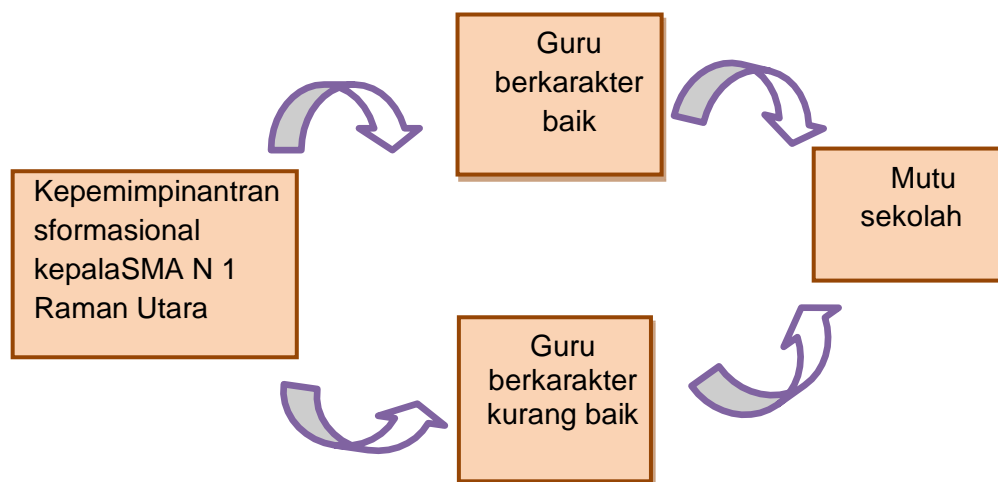 Guru
berkarakter
baik
Kepemimpinantran
sformasional
kepalaSMA N 1
Raman Utara
Mutu
sekolah
Guru
berkarakter
kurang baik